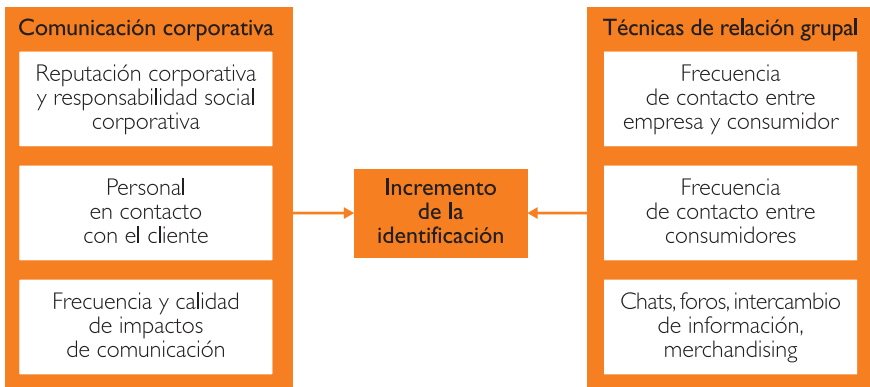 Comunicación corporativa
Reputación corporativa
y responsabilidad social
corporativa
Personal
en contacto
con el cliente
Frecuencia y calidad
de impactos
de comunicación
Incremento
de la
identificación
Técnicas de relación grupal
Frecuencia
de contacto entre
empresa y consumidor
Frecuencia
de contacto entre
consumidores
Chats, foros, intercambio
de información,
merchandising